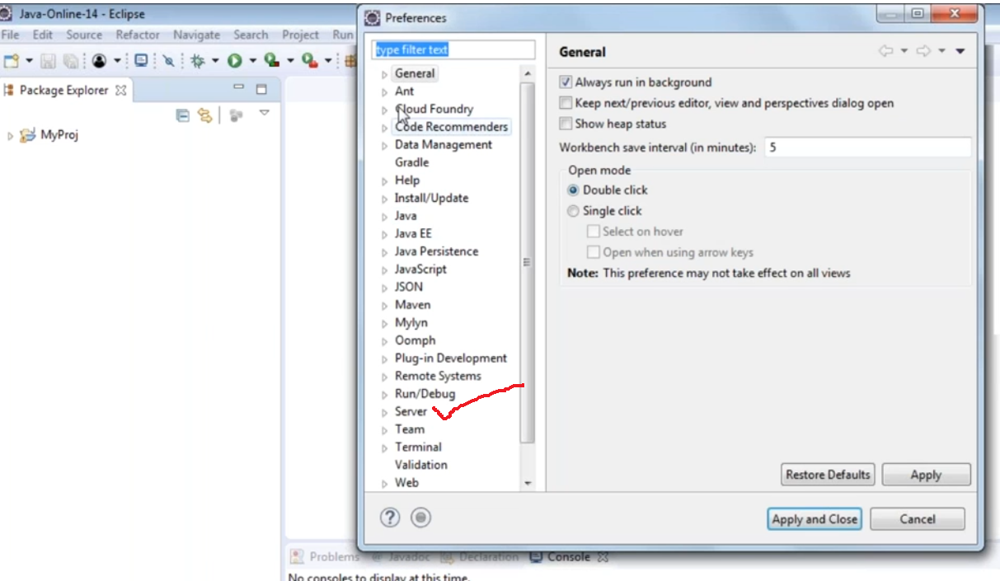 Java-Online-14 - Eclipse
File Edit Source Refactor Navigate Search Project Run
Package Explorer
MyProj
Preferences
type filter text
General
Ant
Cloud Foundry
Code Recommenders
Data Management
Gradle
Help
Install/Update
Java
Java EE
Java Persistence
JavaScript
JSON
Maven
Mylyn
Oomph
Plug-in Development
Remote Systems
Run/Debug
Server
Team
Terminal
Validation
Web
General
Always run in background
Keep next/previous editor, view and perspectives dialog open
Show heap status
Workbench save interval (in minutes): 5
Open mode
Double click
Single click
Select on hover
Open when using arrow keys
Note: This preference may not take effect on all views
Restore Defaults Apply
Apply and Close Cancel
Problems @ Javadoc Declaration Console
No consoles to display at this time.